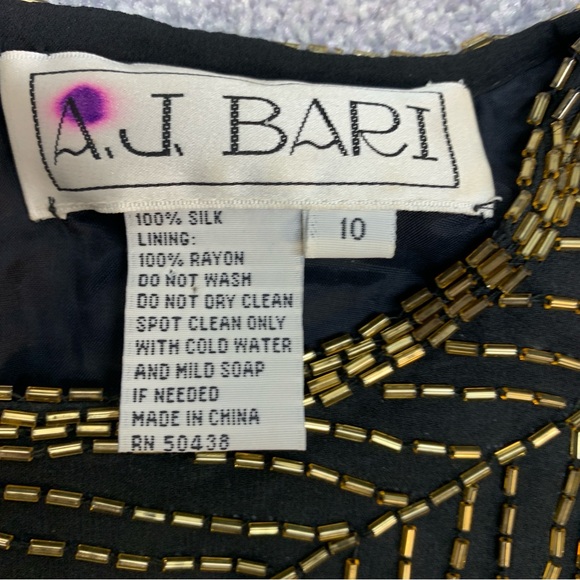 A.J. BARI
10
100% SILK
LINING:
100% RAYON
DO NOT WASH
DO NOT DRY CLEAN
SPOT CLEAN ONLY
WITH COLD WATER
AND MILD SOAP
IF NEEDED
MADE IN CHINA
RN 50438